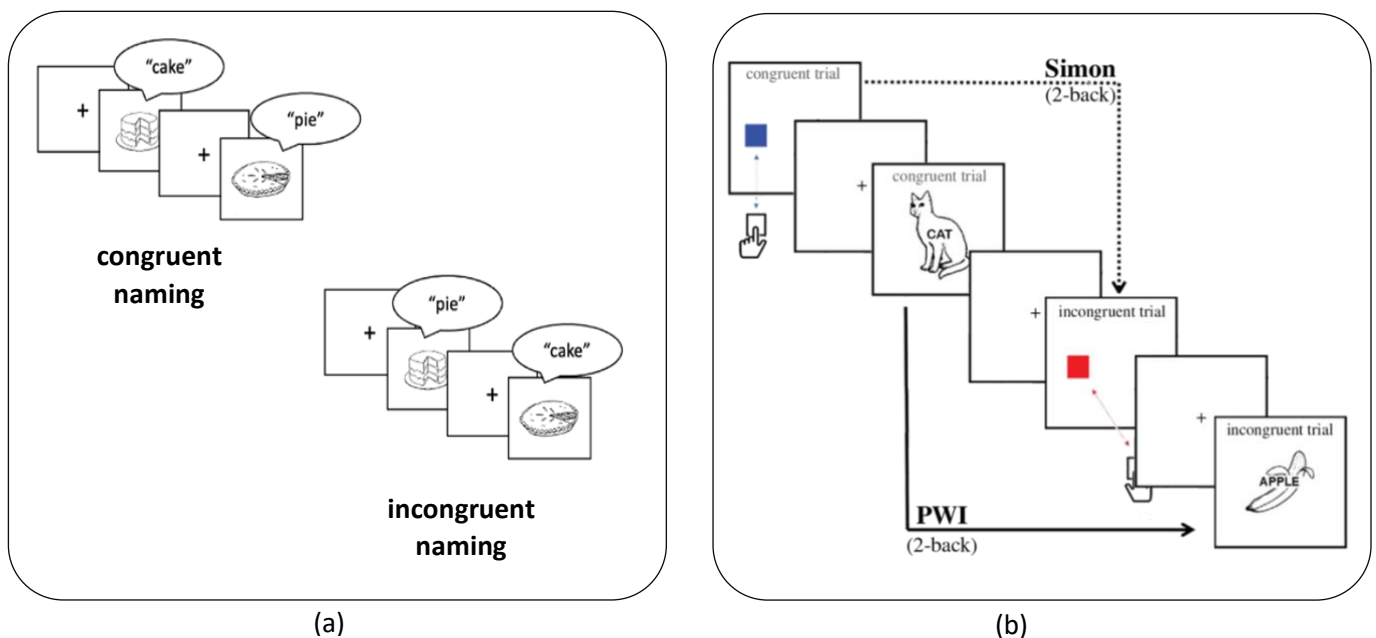 "cake"
"pie"
+
+
congruent
naming
"pie"
"cake"
+
+
incongruent
naming
(a)
congruent trial
Simon
(2-back)
+
congruent trial
CAT
+
incongruent trial
+
incongruent trial
APPLE
PWI
(2-back)
(b)